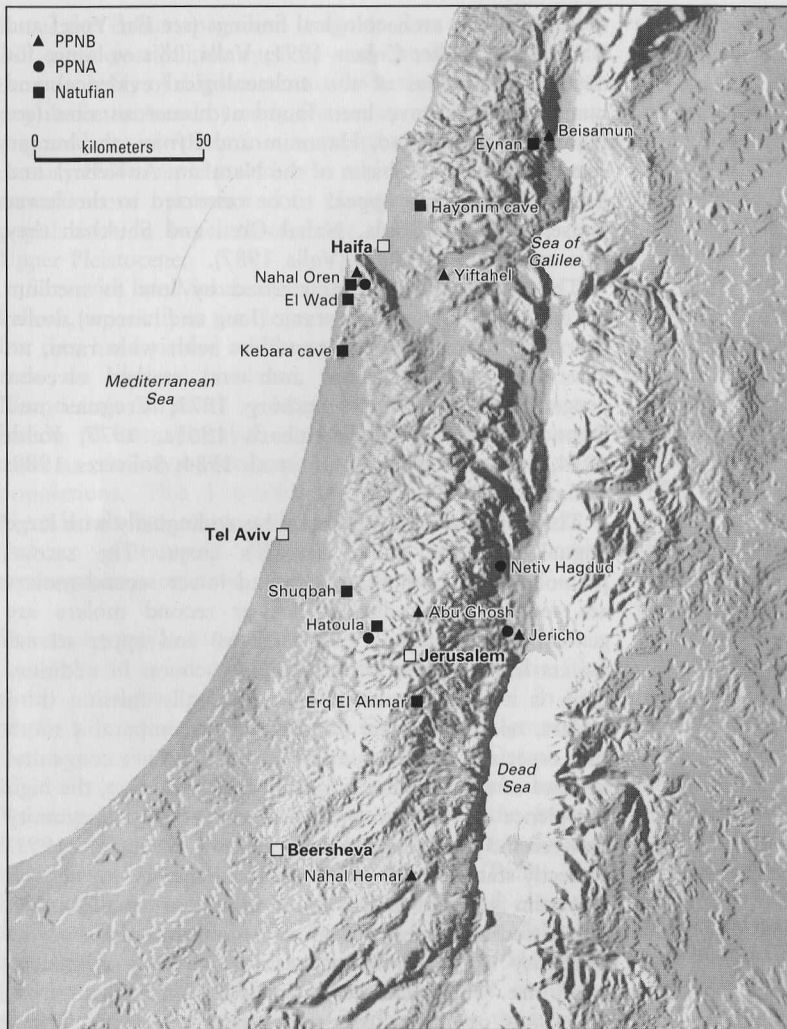 PPNB
PPNA
Natufian
0 50
kilometers
Beisamun
Eynan
Hayonim cave
Haifa
Sea of
Galilee
Nahal Oren
Yiftahel
El Wad
Kebara cave
Mediterranean
Sea
Tel Aviv
Netiv Hagdud
Shuqbah
Abu Ghosh
Hatoula
Jericho
Jerusalem
Erq El Ahmar
Dead
Sea
Beersheva
Nahal Hemar